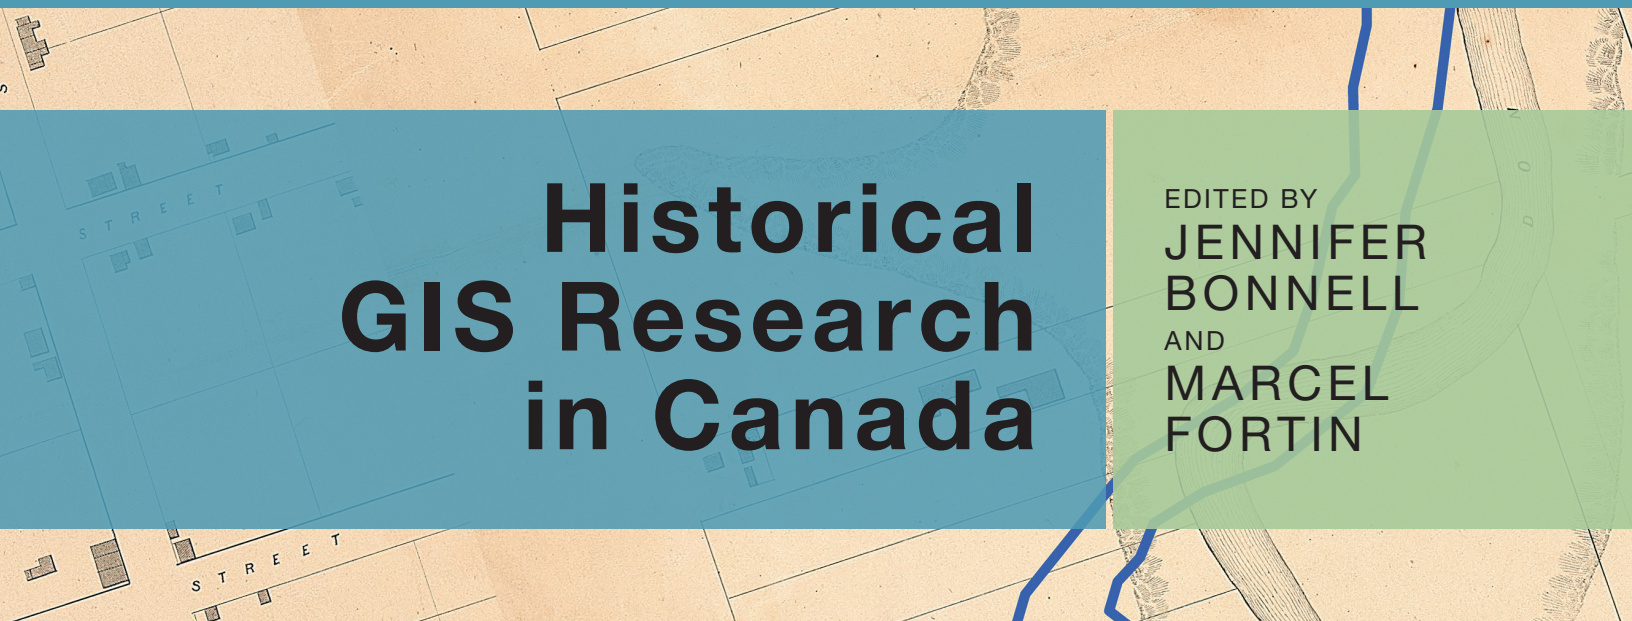 Historical
GIS Research
in Canada
EDITED BY
JENNIFER
BONNELL
AND
MARCEL
FORTIN
STREET
STREET